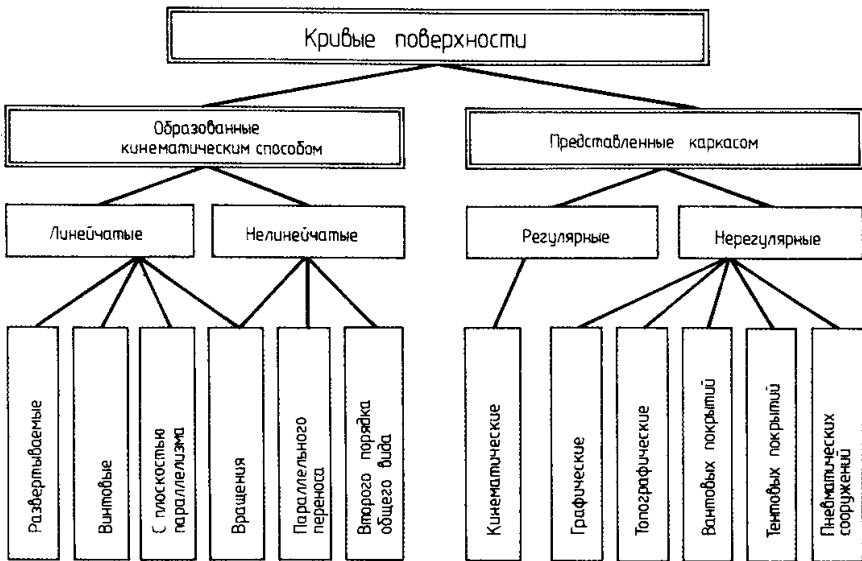 Кривые поверхности
Образованные
кинематическим способом
Представленные каркасом
Линейчатые
Нелинейчатые
Регулярные
Нерегулярные
Развертываемые
Винтовые
С плоскостью
параллелизма
Вращения
Параллельного
переноса
Второго порядка
общего вида
Кинематические
Графические
Топографические
Вантовых покрытий
Тентовых покрытий
Пневматических
сооружений